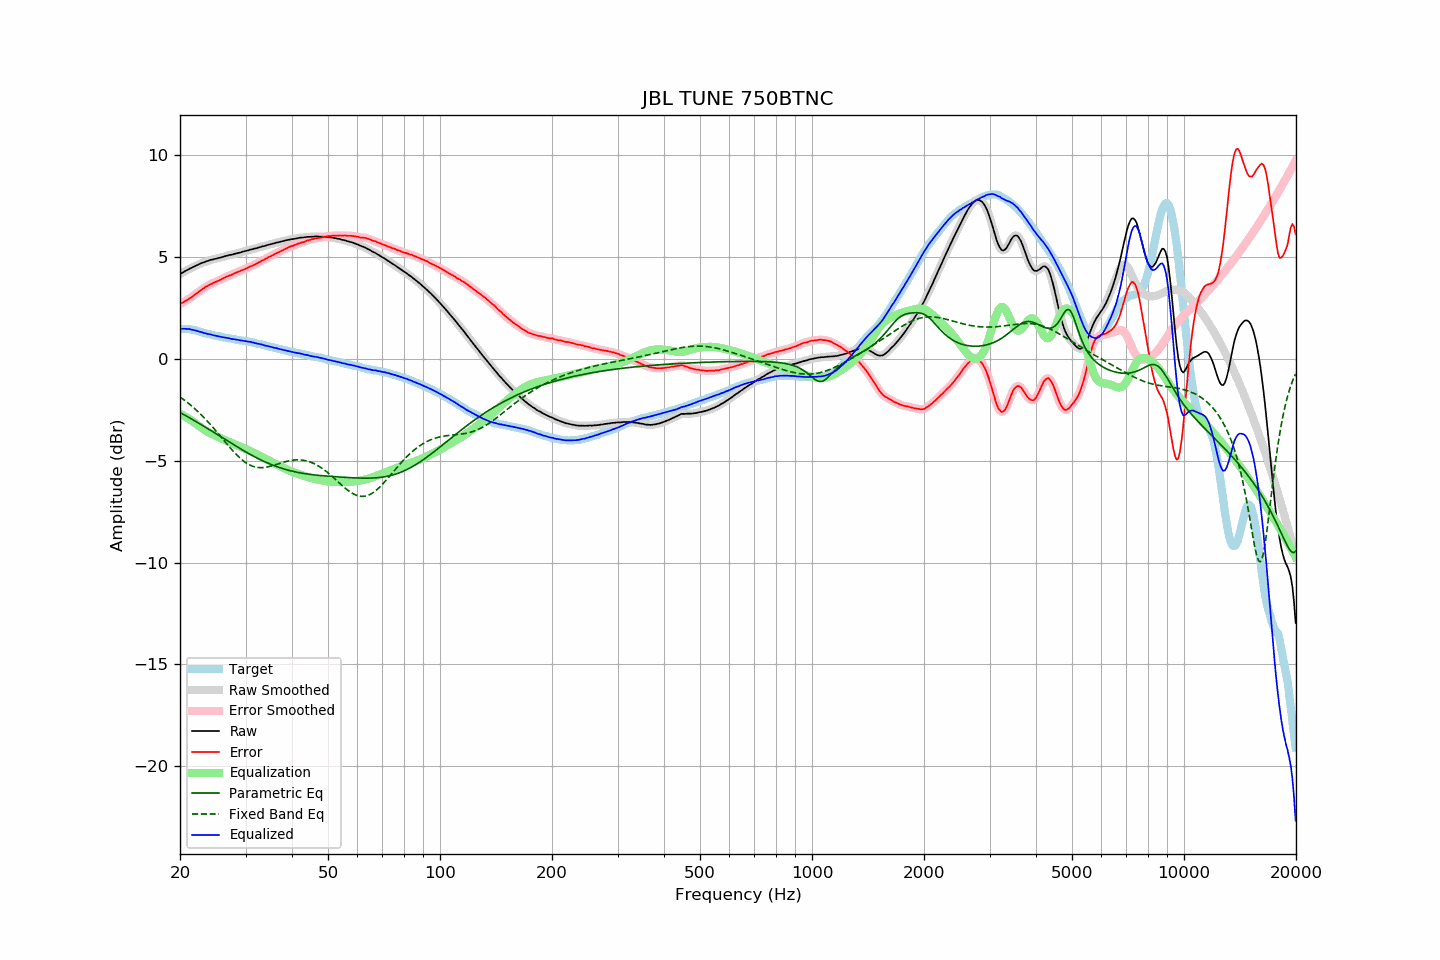 JBL TUNE 750BTNC
10
5
0
−5
−10
−15
−20
Amplitude (dBr)
Target
Raw Smoothed
Error Smoothed
Raw
Error
Equalization
Parametric Eq
Fixed Band Eq
Equalized
20 50 100 200 500 1000 2000 5000 10000 20000
Frequency (Hz)